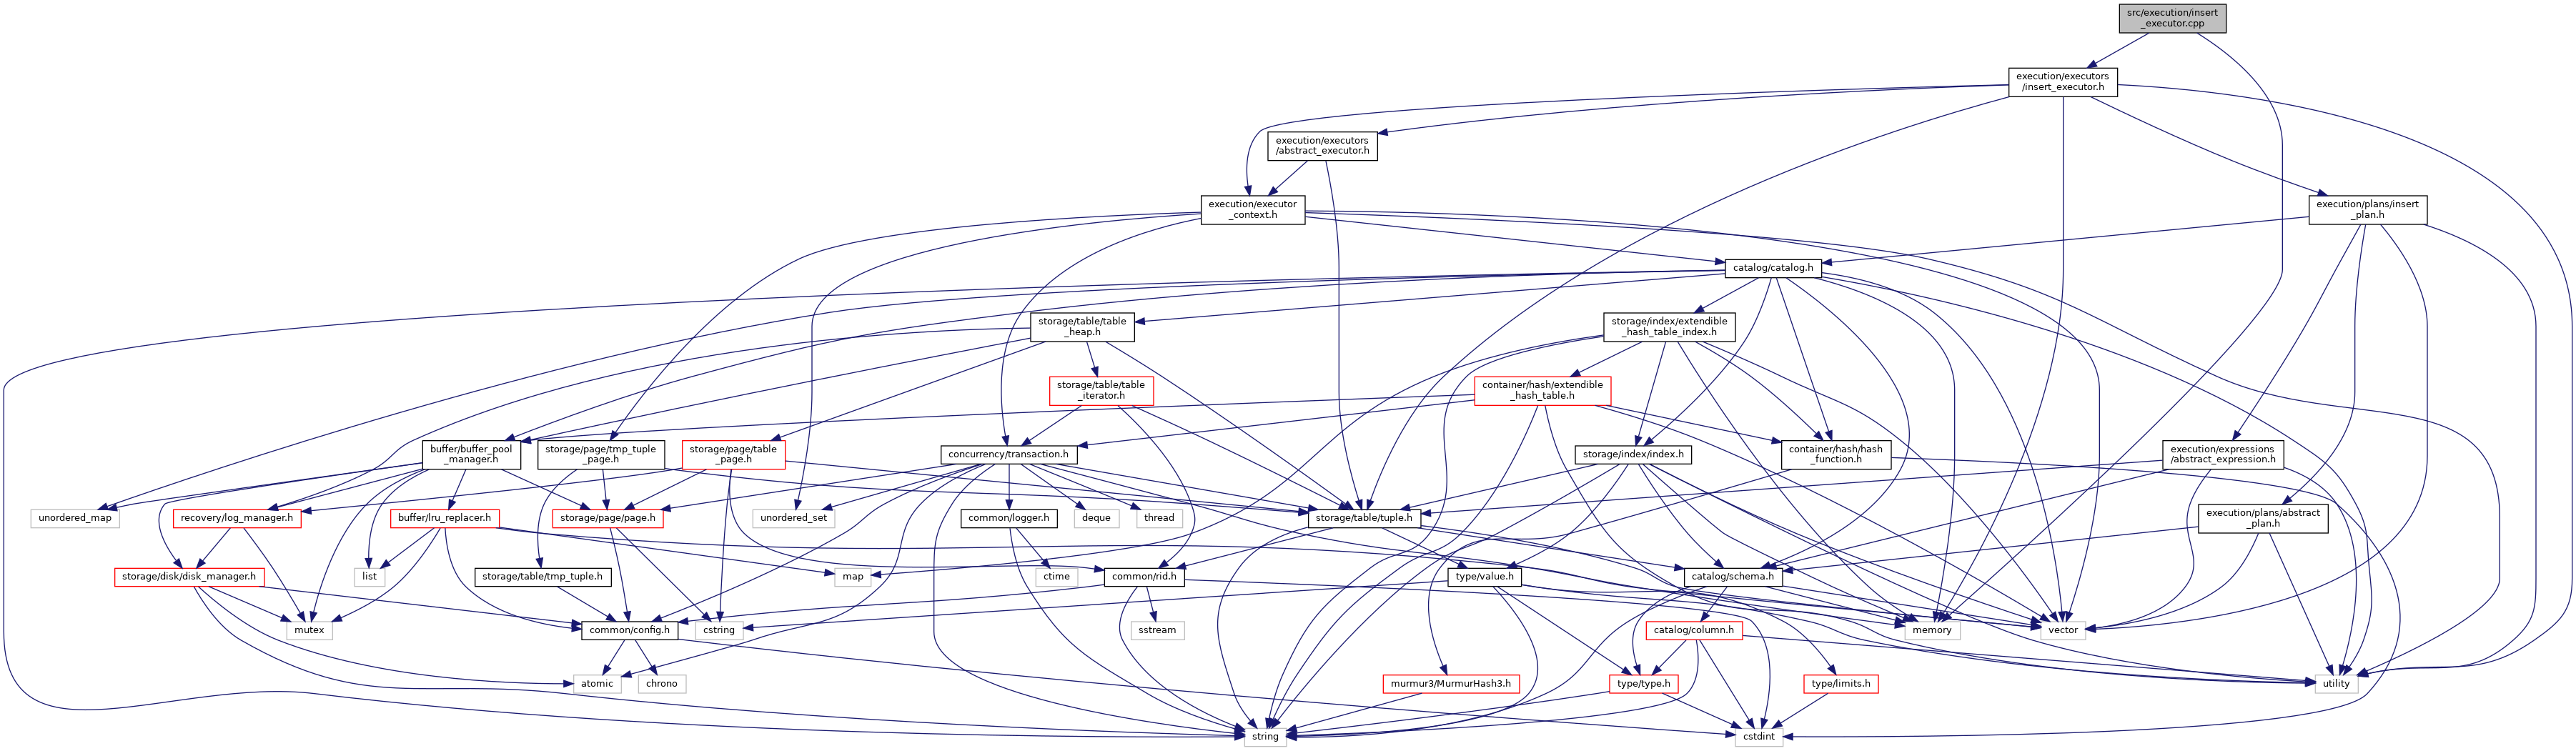 src/execution/insert
_executor.cpp
execution/executors
/insert_executor.h
execution/executors
/abstract_executor.h
execution/executor
_context.h
execution/plans/insert
_plan.h
catalog/catalog.h
storage/table/table
_heap.h
storage/index/extendible
_hash_table_index.h
storage/table/table
_iterator.h
container/hash/extendible
_hash_table.h
buffer/buffer_pool
_manager.h
storage/page/tmp_tuple
_page.h
storage/page/table
_page.h
concurrency/transaction.h
storage/index/index.h
container/hash/hash
_function.h
execution/expressions
/abstract_expression.h
unordered_map
recovery/log_manager.h
buffer/lru_replacer.h
storage/page/page.h
unordered_set
common/logger.h
deque
thread
storage/table/tuple.h
execution/plans/abstract
_plan.h
storage/disk/disk_manager.h
list
storage/table/tmp_tuple.h
map
ctime
common/rid.h
type/value.h
catalog/schema.h
mutex
common/config.h
cstring
sstream
catalog/column.h
memory
vector
atomic
chrono
murmur3/MurmurHash3.h
type/type.h
type/limits.h
utility
string
cstdint